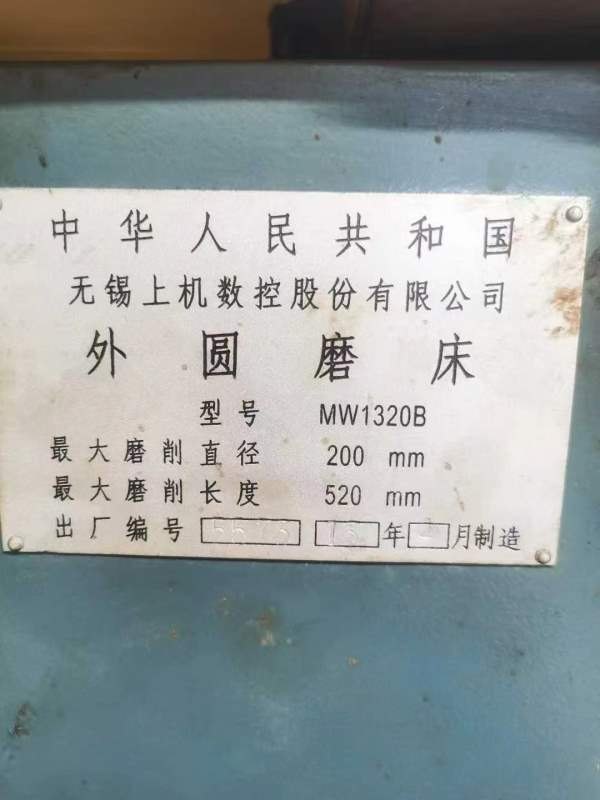 中华人民共和国
无锡上机数控股份有限公司
外圆磨床
型号 MW1320B
最大磨削直径 200 mm
最大磨削长度 520 mm
出厂编号 年 月制造